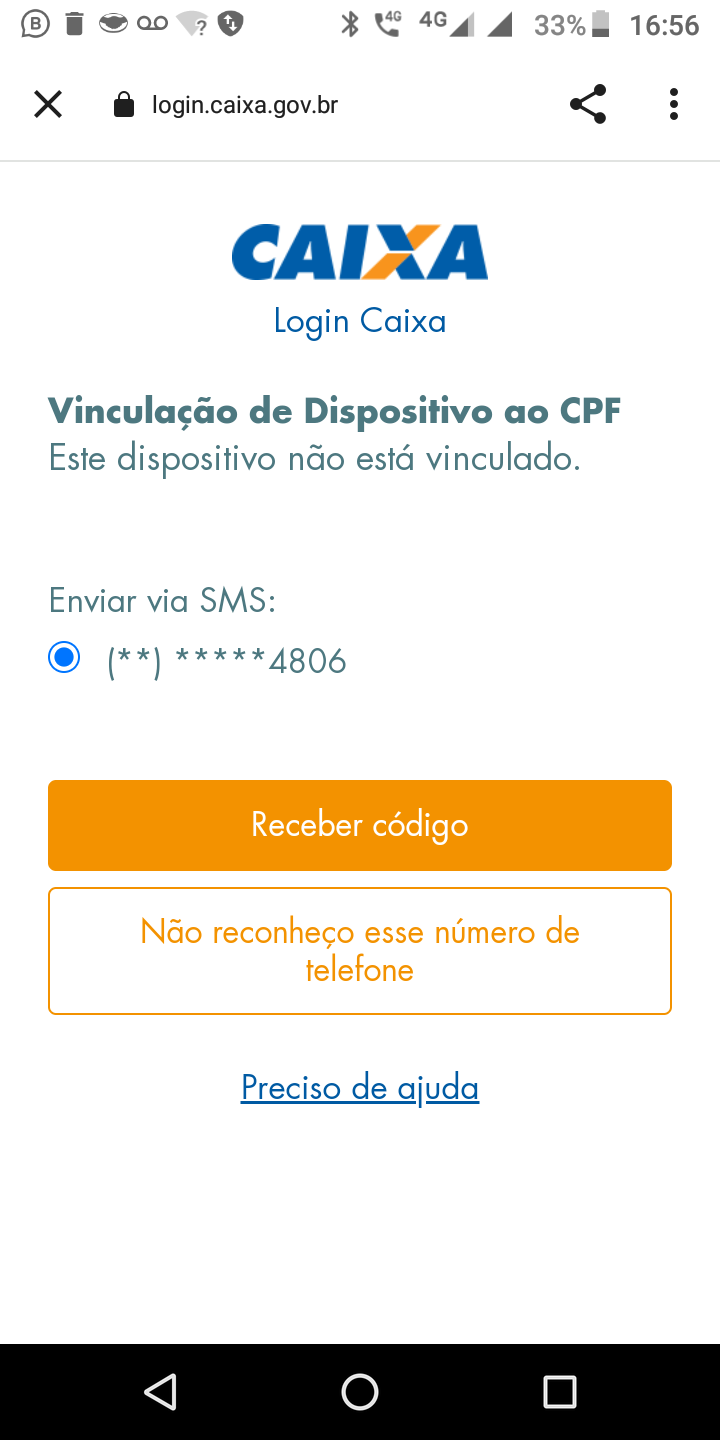 4G 4G 33% 16:56
login.caixa.gov.br
CAIXA
Login Caixa
Vinculação de Dispositivo ao CPF
Este dispositivo não está vinculado.
Enviar via SMS:
(**) *****4806
Receber código
Não reconheço esse número de
telefone
Preciso de ajuda